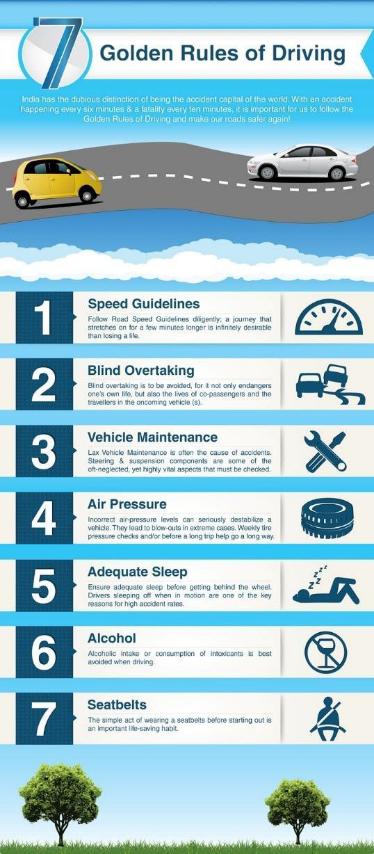 7 Golden Rules of Driving
India has the dubious distinction of being the accident capital of the world. With an accident
happening every six minutes & a fatality every ten minutes, it is important for us to follow the
Golden Rules of Driving and make our roads safer again!
1
Speed Guidelines
Follow Road Speed Guidelines diligently; a journey that
stretches on for a few minutes longer is infinitely desirable
than losing a life.
2
Blind Overtaking
Blind overtaking is to be avoided, for it not only endangers
one's own life, but also the lives of co-passengers and the
travellers in the oncoming vehicle (s).
3
Vehicle Maintenance
Lax Vehicle Maintenance is often the cause of accidents.
Steering & suspension components are some of the
oft-neglected, yet highly vital aspects that must be checked.
4
Air Pressure
Incorrect air-pressure levels can seriously destabilize a
vehicle. They lead to blow-outs in extreme cases. Weekly tire
pressure checks and/or before a long trip help go a long way.
5
Adequate Sleep
Ensure adequate sleep before getting behind the wheel.
Drivers sleeping off when in motion are one of the key
reasons for high accident rates.
6
Alcohol
Alcoholic intake or consumption of intoxicants is best
avoided when driving.
7
Seatbelts
The simple act of wearing a seatbelts before starting out is
an important life-saving habit.